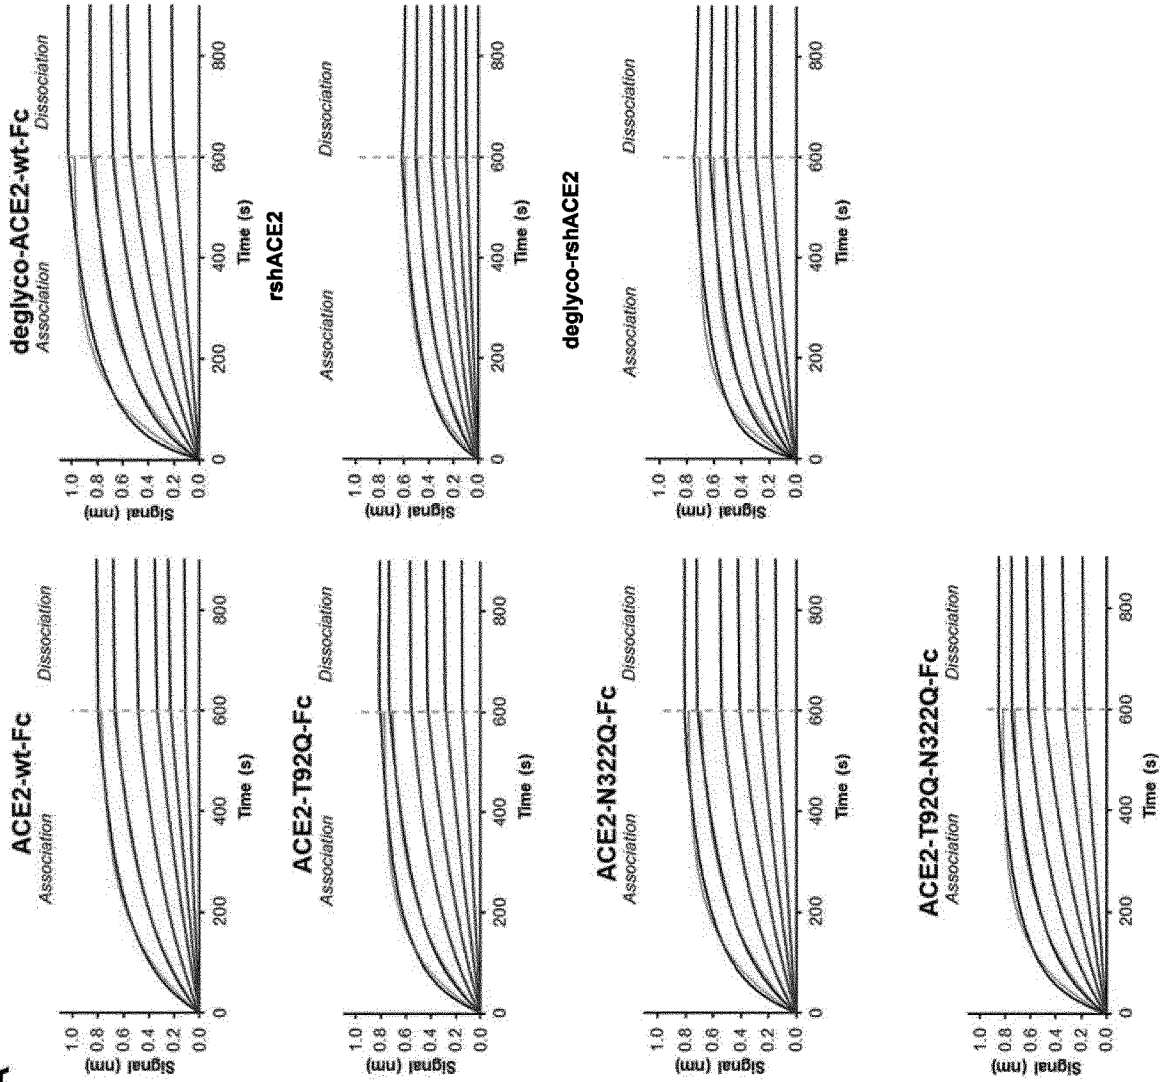 ACE2-wt-Fc
Association
Dissociation
Signal (nm)
1.0
0.8
0.6
0.4
0.2
0.0
0 200 400 600 800
Time (s)
deglyco-ACE2-wt-Fc
Association
Dissociation
Signal (nm)
1.0
0.8
0.6
0.4
0.2
0.0
0 200 400 600 800
Time (s)
ACE2-T92Q-Fc
Association
Dissociation
Signal (nm)
1.0
0.8
0.6
0.4
0.2
0.0
0 200 400 600 800
Time (s)
rshACE2
Association
Dissociation
Signal (nm)
1.0
0.8
0.6
0.4
0.2
0.0
0 200 400 600 800
Time (s)
ACE2-N322Q-Fc
Association
Dissociation
Signal (nm)
1.0
0.8
0.6
0.4
0.2
0.0
0 200 400 600 800
Time (s)
deglyco-rshACE2
Association
Dissociation
Signal (nm)
1.0
0.8
0.6
0.4
0.2
0.0
0 200 400 600 800
Time (s)
ACE2-T92Q-N322Q-Fc
Association
Dissociation
Signal (nm)
1.0
0.8
0.6
0.4
0.2
0.0
0 200 400 600 800
Time (s)